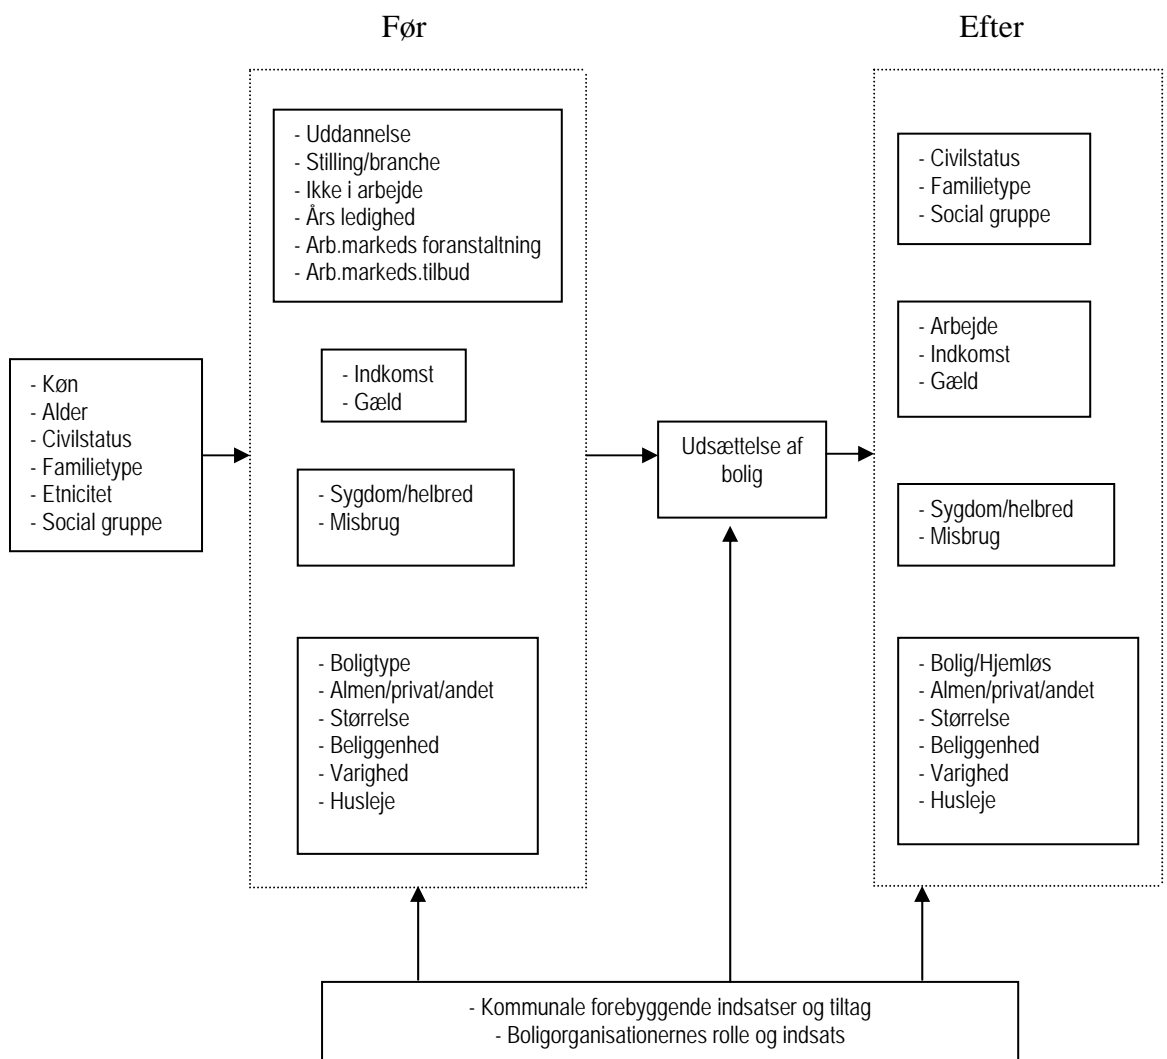 Før
Efter
- Køn
- Alder
- Civilstatus
- Familietype
- Etnicitet
- Social gruppe
- Uddannelse
- Stilling/branche
- Ikke i arbejde
- Års ledighed
- Arb.markeds foranstaltning
- Arb.markeds.tilbud
- Indkomst
- Gæld
- Sygdom/helbred
- Misbrug
- Boligtype
- Almen/privat/andet
- Størrelse
- Beliggenhed
- Varighed
- Husleje
Udsættelse af
bolig
- Civilstatus
- Familietype
- Social gruppe
- Arbejde
- Indkomst
- Gæld
- Sygdom/helbred
- Misbrug
- Bolig/Hjemløs
- Almen/privat/andet
- Størrelse
- Beliggenhed
- Varighed
- Husleje
- Kommunale forebyggende indsatser og tiltag
- Boligorganisationernes rolle og indsats